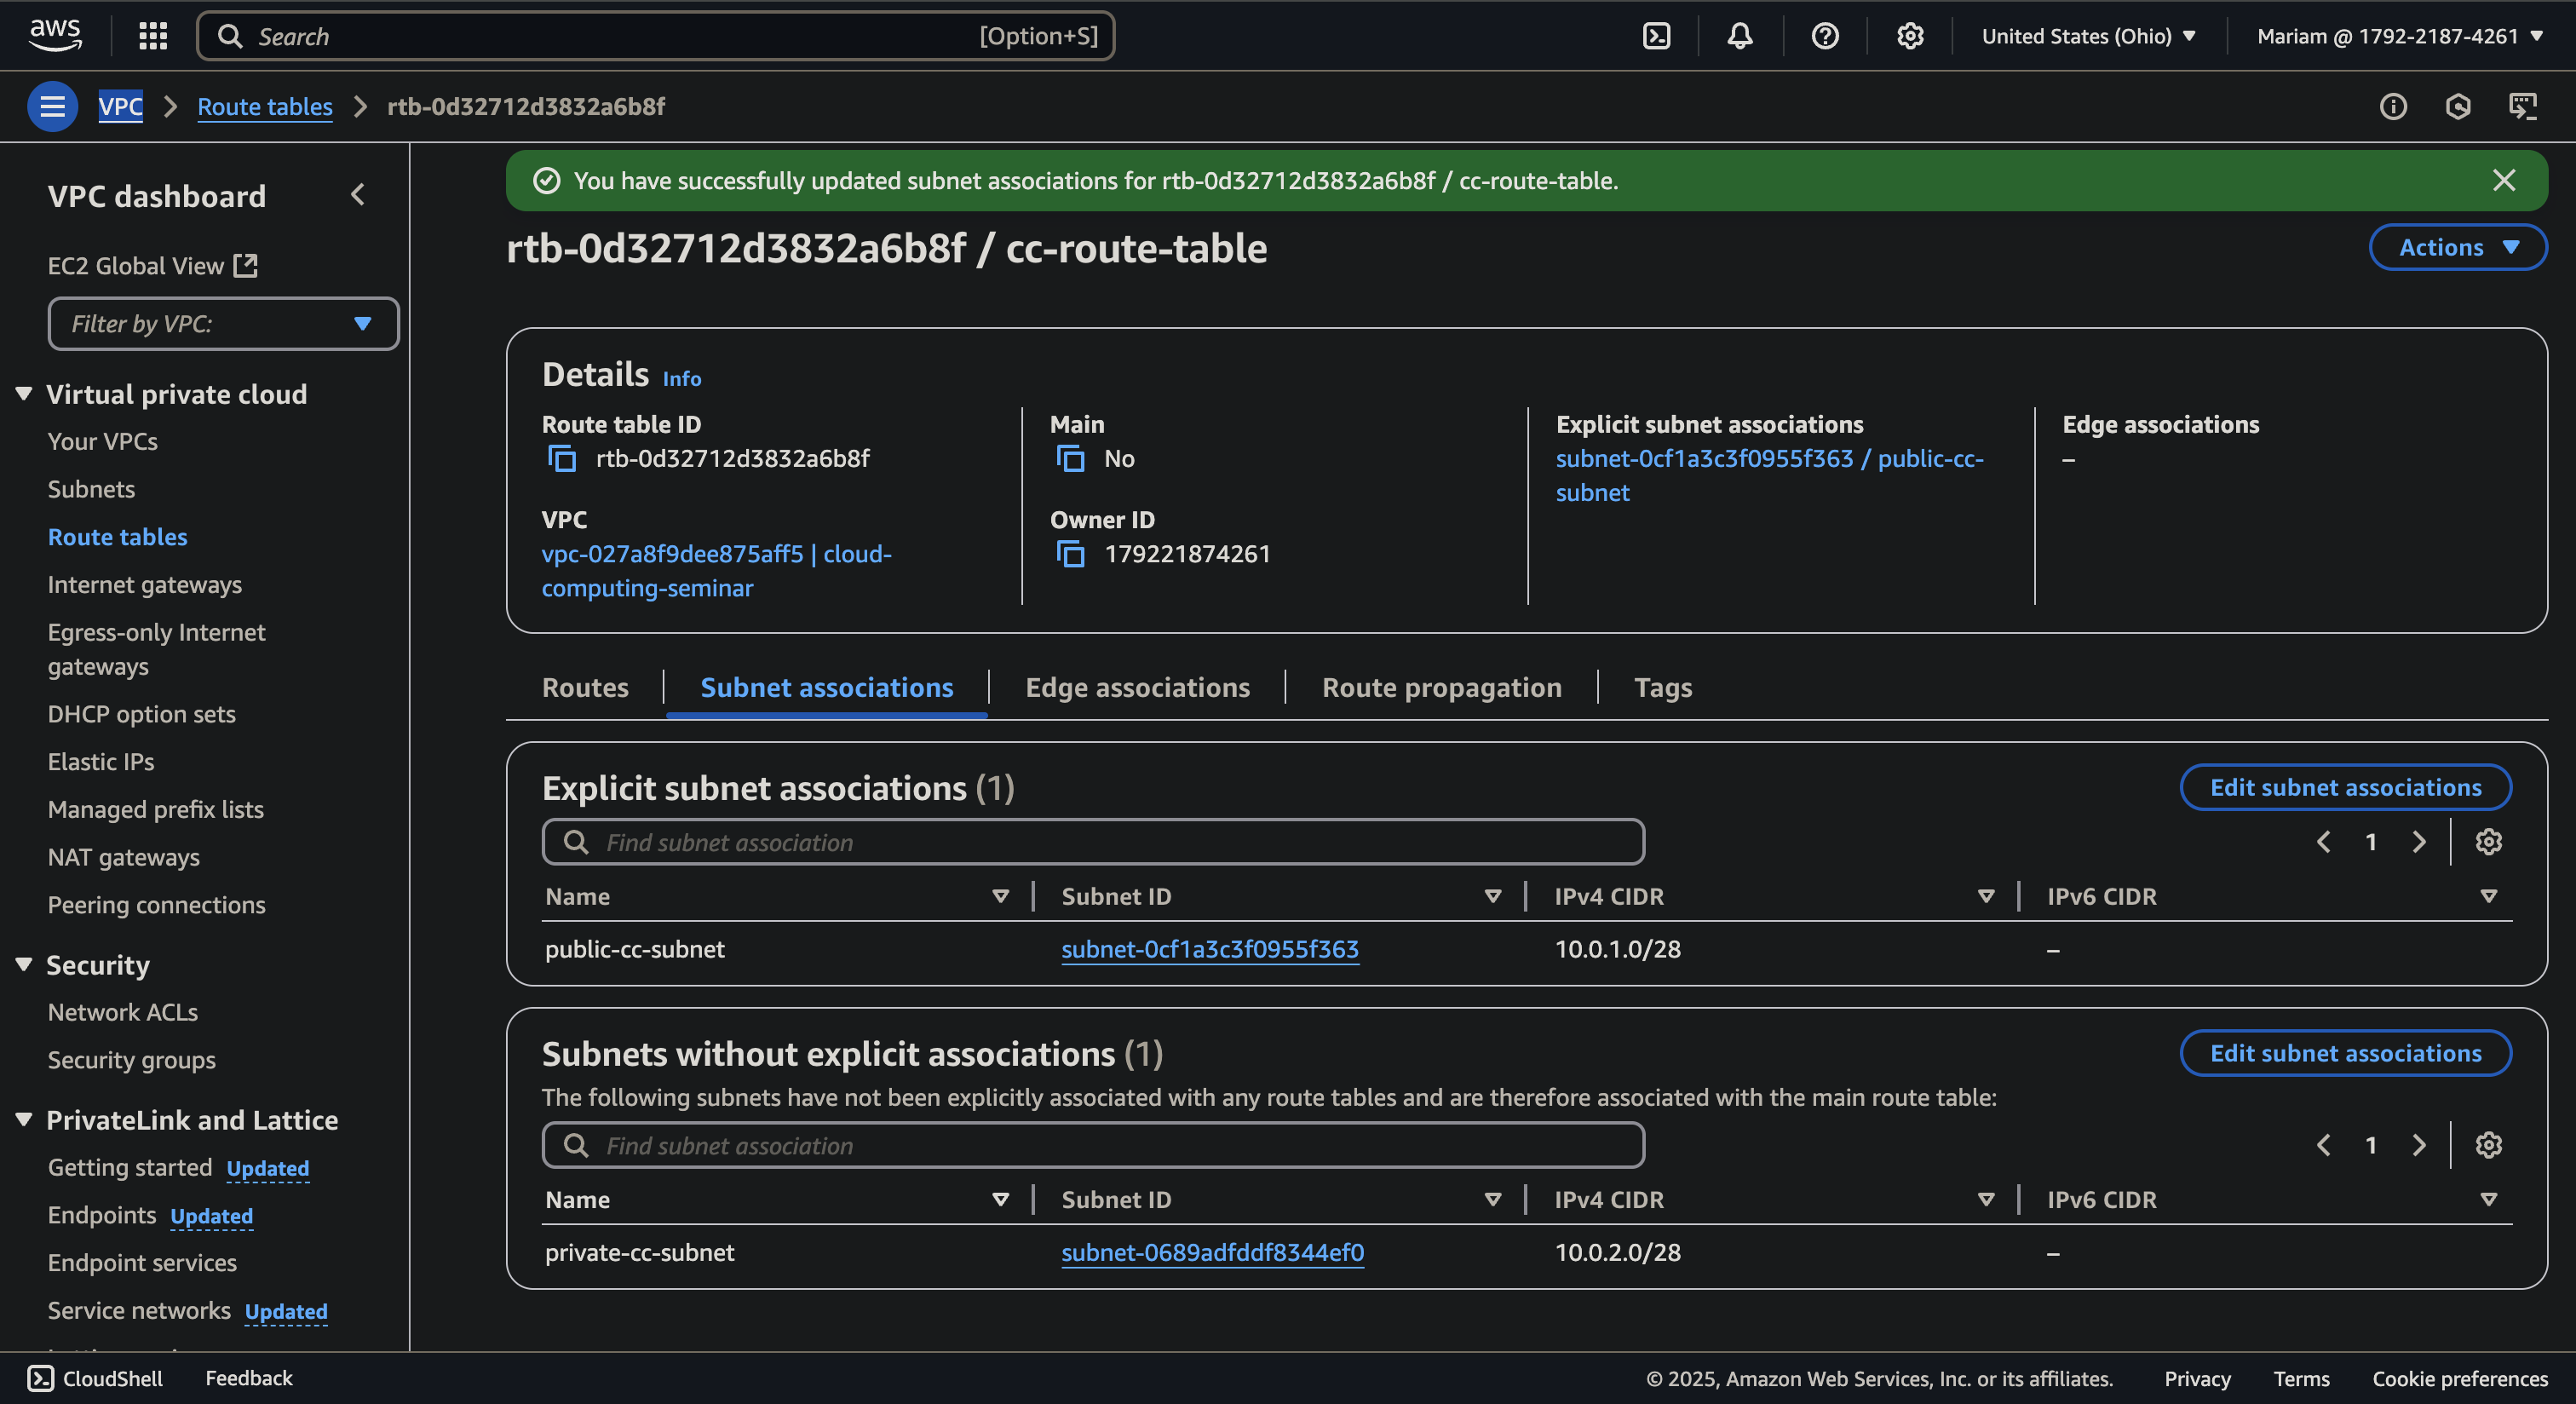 aws
Search
[Option+S]
United States (Ohio)
Mariam @ 1792-2187-4261
VPC
Route tables
rtb-0d32712d3832a6b8f
VPC dashboard
EC2 Global View
Filter by VPC:
Virtual private cloud
Your VPCs
Subnets
Route tables
Internet gateways
Egress-only Internet
gateways
DHCP option sets
Elastic IPs
Managed prefix lists
NAT gateways
Peering connections
Security
Network ACLs
Security groups
PrivateLink and Lattice
Getting started Updated
Endpoints Updated
Endpoint services
Service networks Updated
You have successfully updated subnet associations for rtb-0d32712d3832a6b8f / cc-route-table.
rtb-0d32712d3832a6b8f / cc-route-table
Actions
Details Info
Route table ID
rtb-0d32712d3832a6b8f
VPC
vpc-027a8f9dee875aff5 | cloud-
computing-seminar
Main
No
Owner ID
179221874261
Explicit subnet associations
subnet-0cf1a3c3f0955f363 / public-cc-
subnet
Edge associations
–
Routes
Subnet associations
Edge associations
Route propagation
Tags
Explicit subnet associations (1)
Edit subnet associations
Find subnet association
1
Name
Subnet ID
IPv4 CIDR
IPv6 CIDR
public-cc-subnet
subnet-0cf1a3c3f0955f363
10.0.1.0/28
–
Subnets without explicit associations (1)
Edit subnet associations
The following subnets have not been explicitly associated with any route tables and are therefore associated with the main route table:
Find subnet association
1
Name
Subnet ID
IPv4 CIDR
IPv6 CIDR
private-cc-subnet
subnet-0689adfddf8344ef0
10.0.2.0/28
–
CloudShell
Feedback
© 2025, Amazon Web Services, Inc. or its affiliates.
Privacy
Terms
Cookie preferences